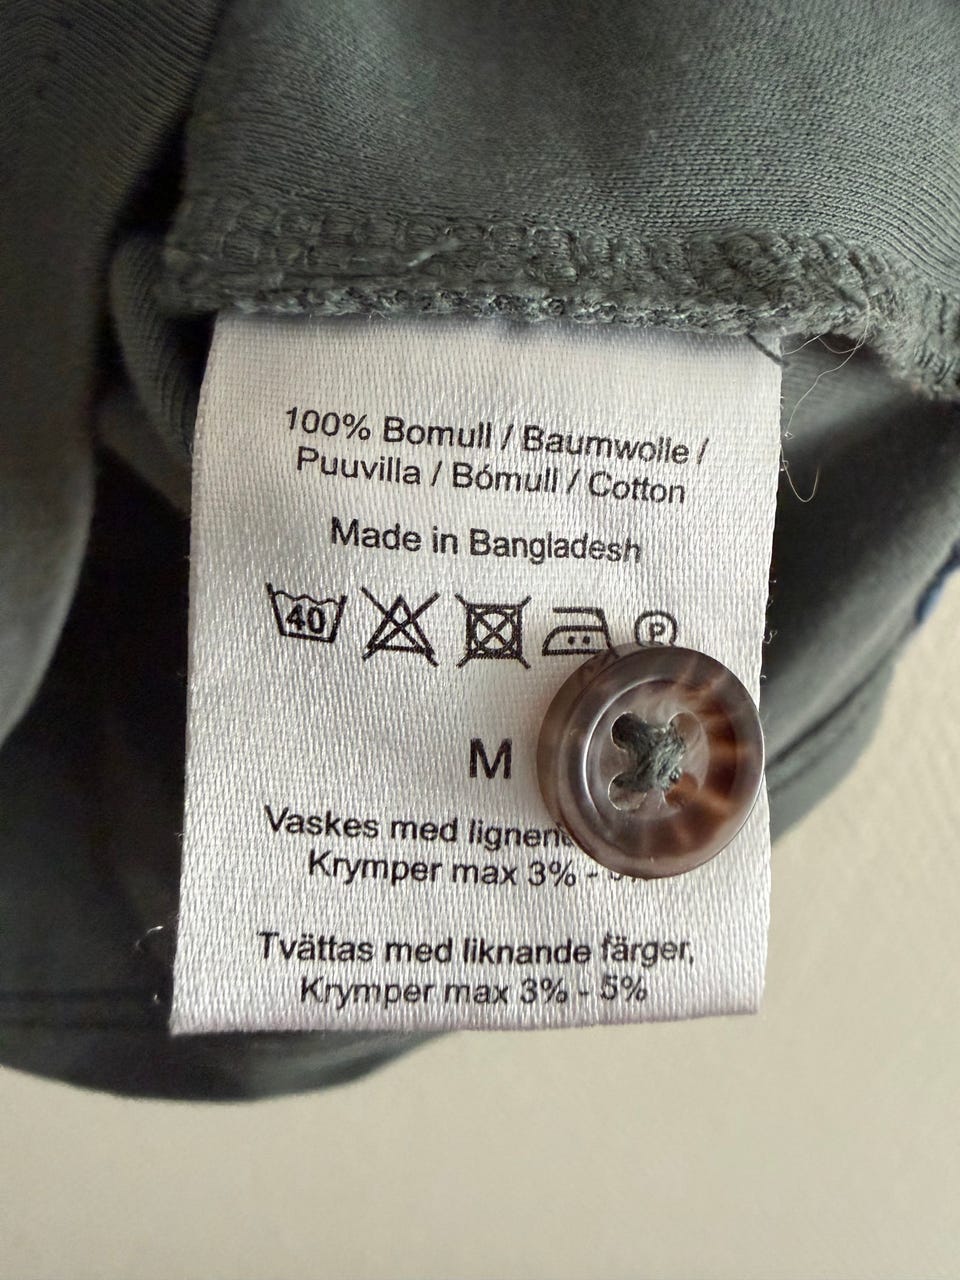 100% Bomull / Baumwolle /
Puuvilla / Bómull / Cotton
Made in Bangladesh
40 P
M
Vaskes med
Krymper max 3% -
Tvättas med liknande färger,
Krymper max 3% - 5%